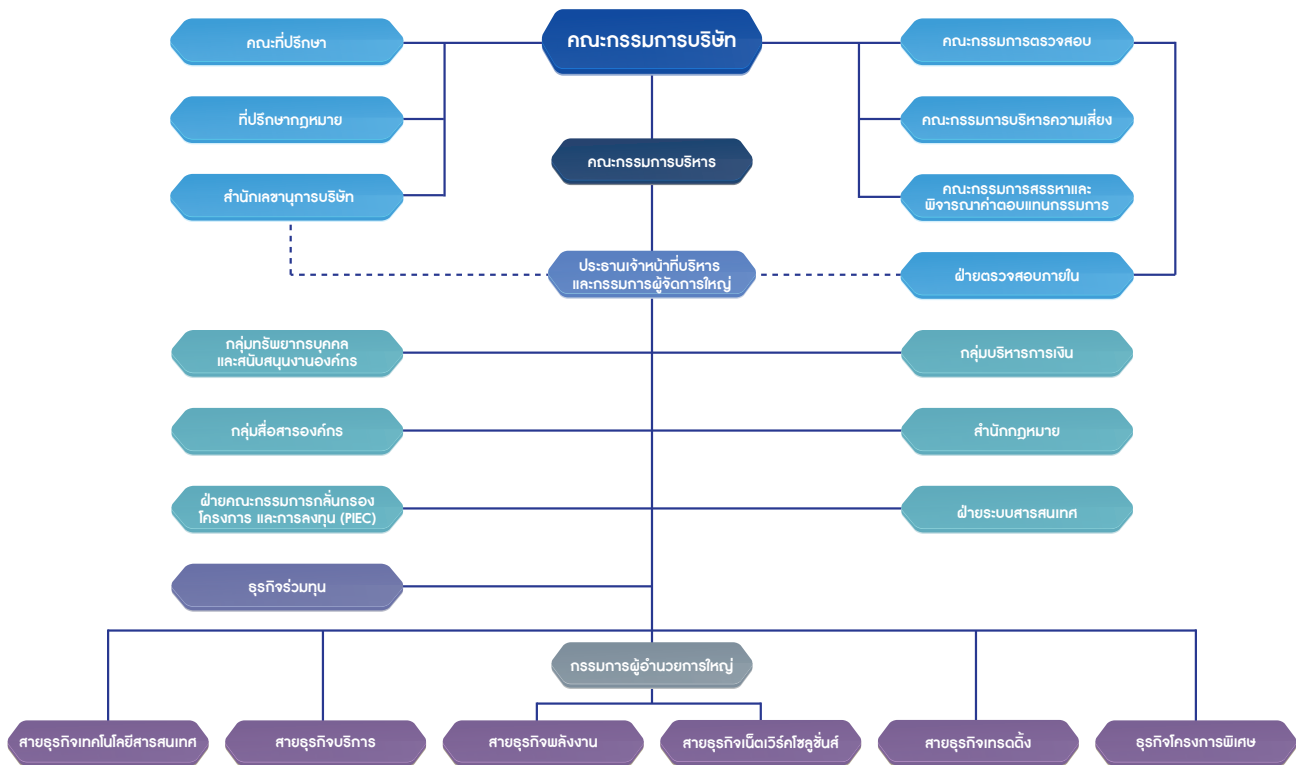 คณะกรรมการบริษัท
คณะที่ปรึกษา
คณะกรรมการตรวจสอบ
ที่ปรึกษากฎหมาย
คณะกรรมการบริหารความเสี่ยง
คณะกรรมการบริหาร
สำนักเลขานุการบริษัท
คณะกรรมการสรรหาและ
พิจารณาค่าตอบแทนกรรมการ
ประธานเจ้าหน้าที่บริหาร
และกรรมการผู้จัดการใหญ่
ฝ่ายตรวจสอบภายใน
กลุ่มทรัพยากรบุคคล
และสนับสนุนงานองค์กร
กลุ่มบริหารการเงิน
กลุ่มสื่อสารองค์กร
สำนักกฎหมาย
ฝ่ายคณะกรรมการกลั่นกรอง
โครงการ และการลงทุน (PIEC)
ฝ่ายระบบสารสนเทศ
ธุรกิจร่วมทุน
กรรมการผู้อำนวยการใหญ่
สายธุรกิจเทคโนโลยีสารสนเทศ
สายธุรกิจบริการ
สายธุรกิจพลังงาน
สายธุรกิจเน็ตเวิร์คโซลูชั่นส์
สายธุรกิจเทรดดิ้ง
ธุรกิจโครงการพิเศษ